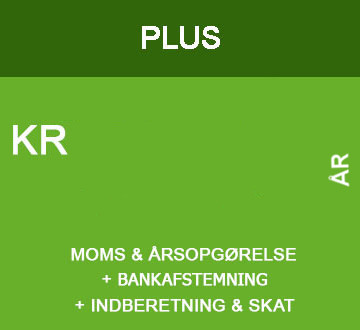 PLUS
KR
ÅR
MOMS & ÅRSOPGØRELSE
+ BANKAFSTEMNING
+ INDBERETNING & SKAT